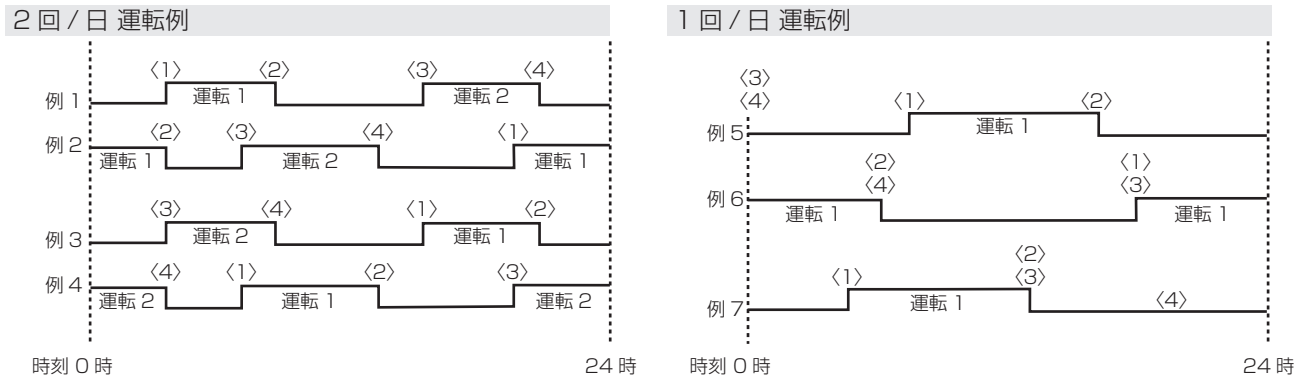 2 回 / 日 運転例
〈1〉 〈2〉 〈3〉 〈4〉
例 1 運転 1 運転 2
〈2〉 〈3〉 〈4〉 〈1〉
例 2 運転 1 運転 2 運転 1
〈3〉 〈4〉 〈1〉 〈2〉
例 3 運転 2 運転 1
〈4〉 〈1〉 〈2〉 〈3〉
例 4 運転 2 運転 1 運転 2
時刻 0 時 24 時
1 回 / 日 運転例
〈3〉
〈4〉 〈1〉 〈2〉
例 5 運転 1
〈2〉 〈1〉
〈4〉 〈3〉
例 6 運転 1 運転 1
〈2〉
〈1〉 〈3〉 〈4〉
例 7 運転 1
時刻 0 時 24 時